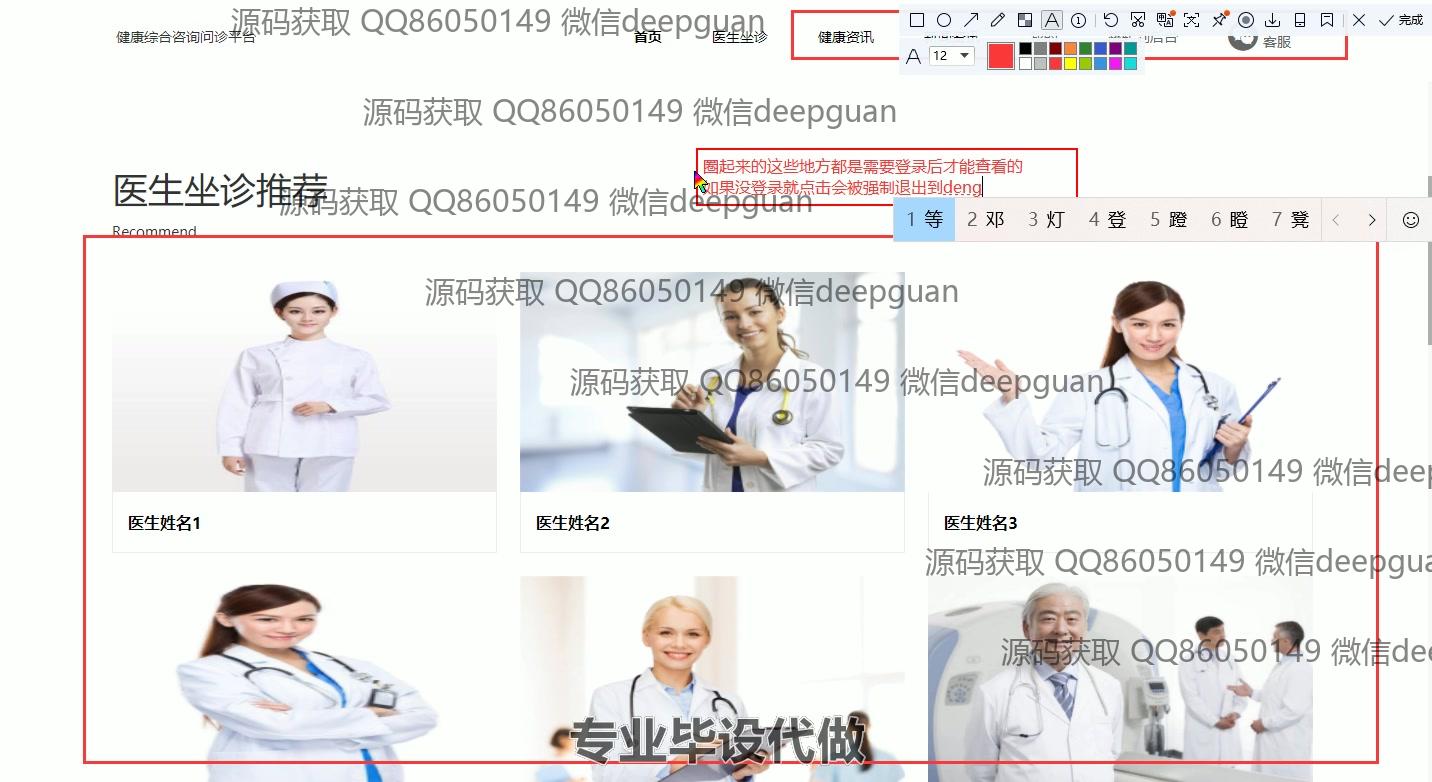 源码获取 QQ86050149 微信deepguan
健康综合咨询问诊平台
首页
医生坐诊
健康资讯
客服
完成
12
源码获取 QQ86050149 微信deepguan
圈起来的这些地方都是需要登录后才能查看的
如果没登录就点击会被强制退出到deng
医生坐诊推荐
源码获取 QQ86050149 微信deepguan
1 等 2 邓 3 灯 4 登 5 蹬 6 瞪 7 凳
Recommend
源码获取 QQ86050149 微信deepguan
源码获取 QQ86050149 微信deepguan
源码获取 QQ86050149 微信deep
医生姓名1
医生姓名2
医生姓名3
源码获取 QQ86050149 微信deepgua
源码获取 QQ86050149 微信dee
专业毕设代做